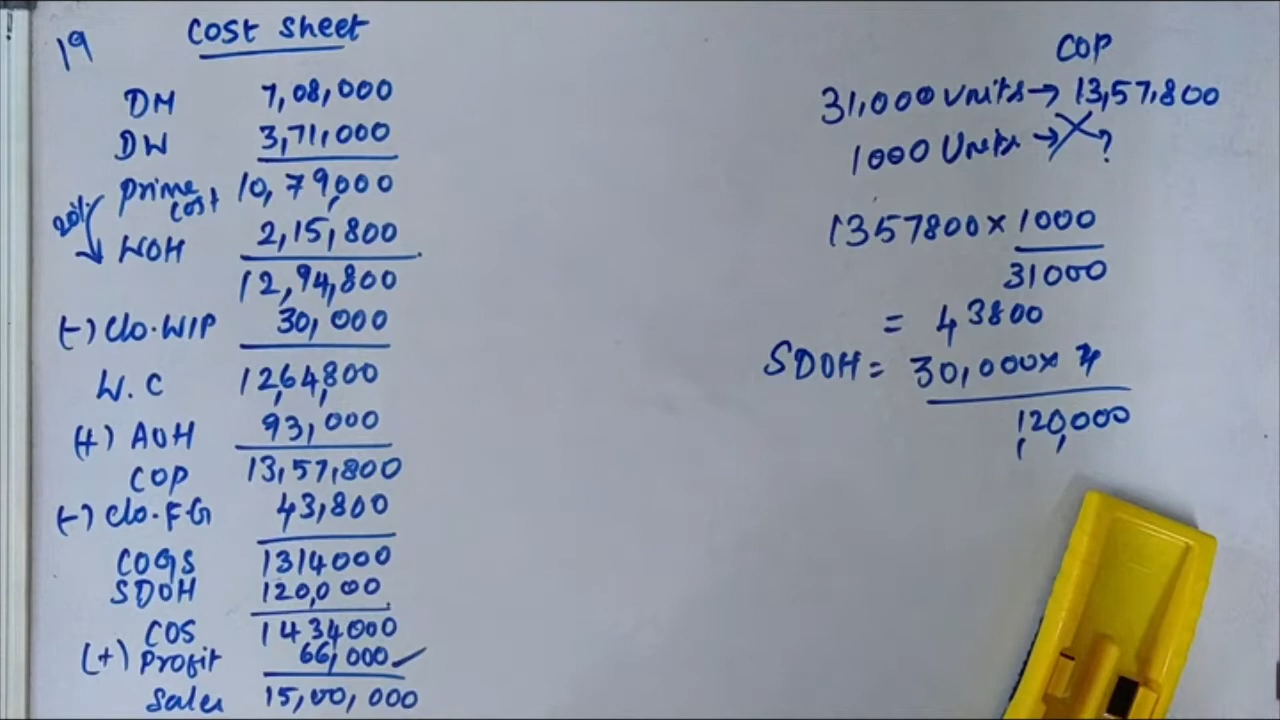 19
Cost Sheet
DM 7,08,000
DW 3,71,000
Prime Cost 10,79,000
20%
WOH 2,15,800
12,94,800
(-) Clo.WIP 30,000
W.C 12,64,800
(+) AOH 93,000
COP 13,57,800
(-) Clo.FG 43,800
COGS 1314000
SDOH 120,000
COS 1434000
(+) Profit 66,000 ✓
Sales 15,00,000
COP
31,000 Units → 13,57,800
1000 Units → ?
1357800 × 1000
31000
= 43800
SDOH = 30,000 × 4
1,20,000